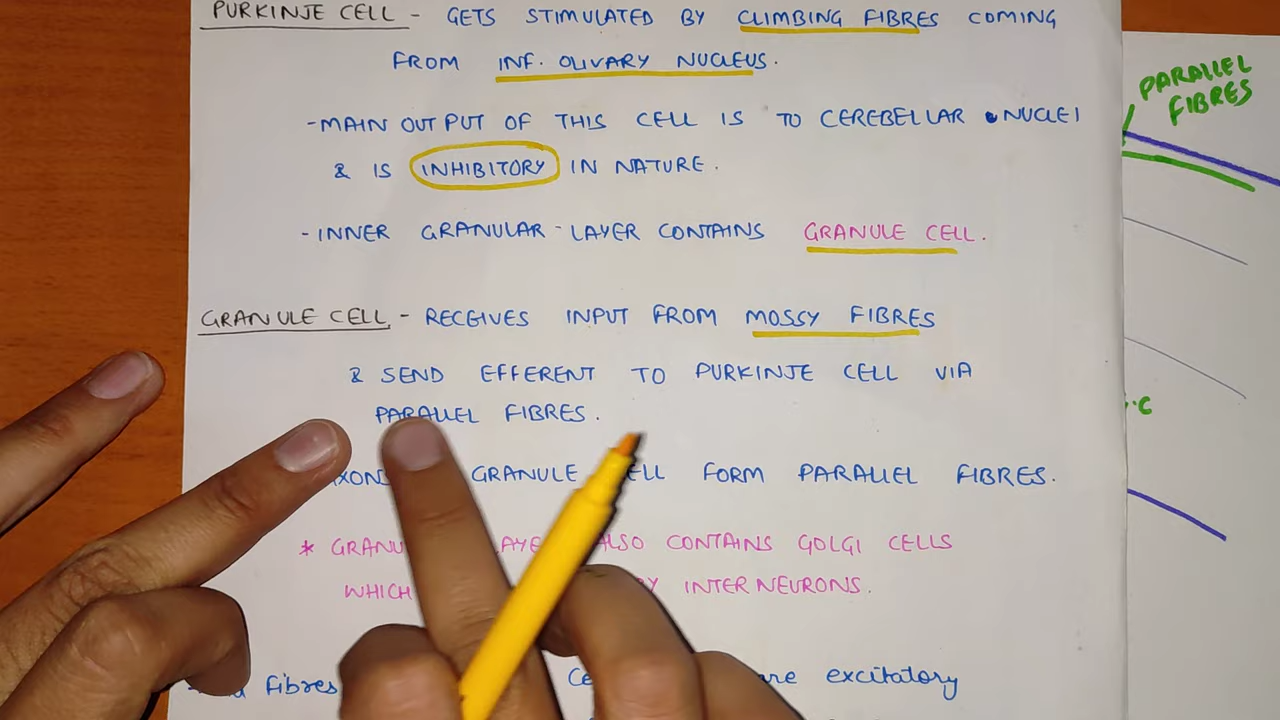 PURKINJE CELL - GETS STIMULATED BY CLIMBING FIBRES COMING
FROM INF. OLIVARY NUCLEUS.
- MAIN OUTPUT OF THIS CELL IS TO CEREBELLAR NUCLEI
& IS INHIBITORY IN NATURE.
- INNER GRANULAR-LAYER CONTAINS GRANULE CELL.
GRANULE CELL - RECEIVES INPUT FROM MOSSY FIBRES
& SEND EFFERENT TO PURKINJE CELL VIA
PARALLEL FIBRES.
GRANULE FORM PARALLEL FIBRES.
* ALSO CONTAINS GOLGI CELLS
WHICH INTERNEURONS.
fibres excitatory
PARALLEL
FIBRES